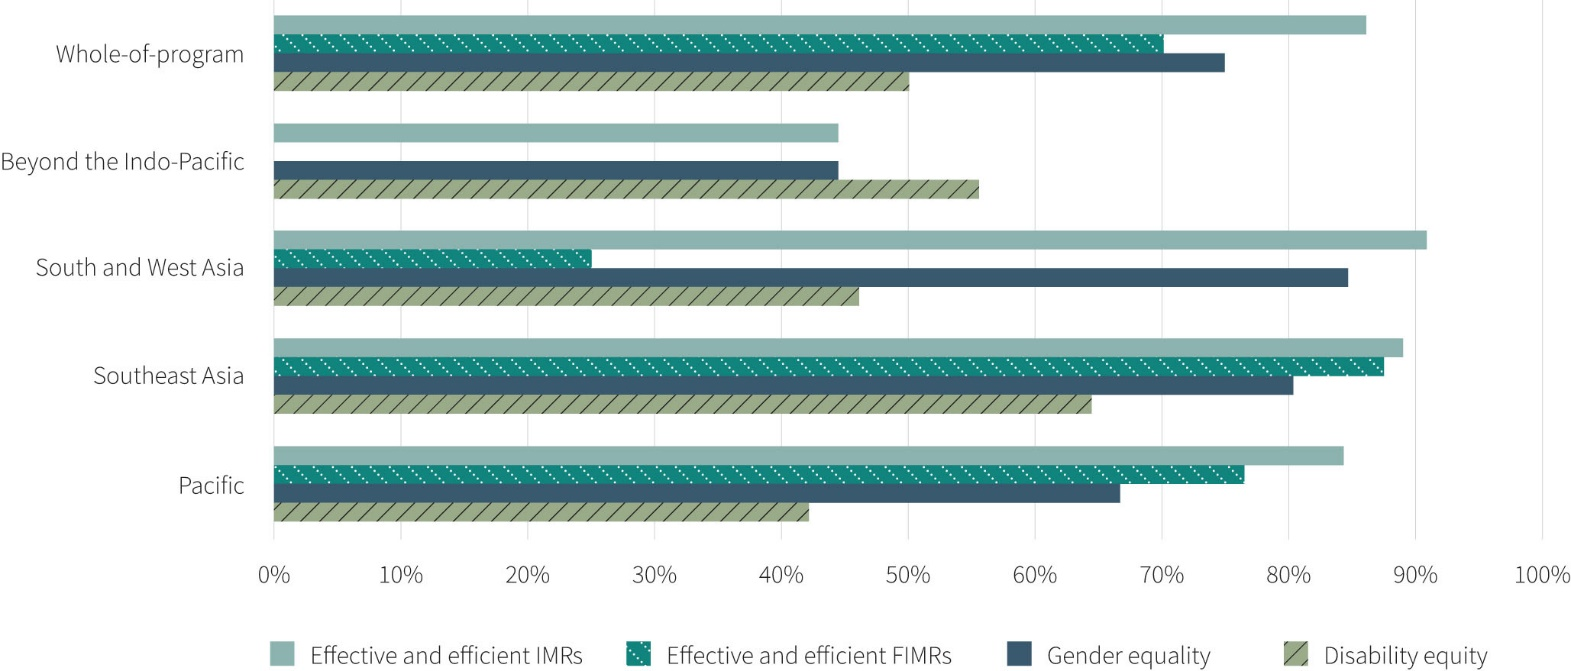 Whole-of-program
Beyond the Indo-Pacific
South and West Asia
Southeast Asia
Pacific
0% 10% 20% 30% 40% 50% 60% 70% 80% 90% 100%
Effective and efficient IMRs Effective and efficient FIMRs Gender equality Disability equity